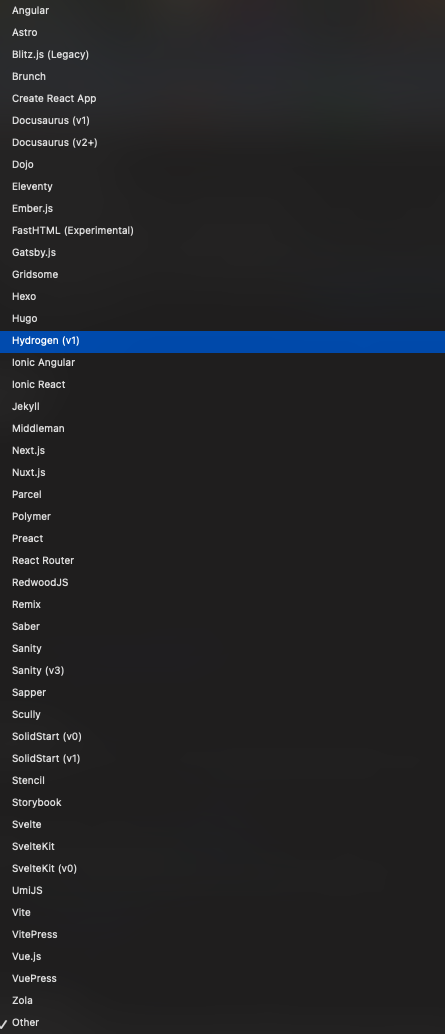 Angular
Astro
Blitz.js (Legacy)
Brunch
Create React App
Docusaurus (v1)
Docusaurus (v2+)
Dojo
Eleventy
Ember.js
FastHTML (Experimental)
Gatsby.js
Gridsome
Hexo
Hugo
Hydrogen (v1)
Ionic Angular
Ionic React
Jekyll
Middleman
Next.js
Nuxt.js
Parcel
Polymer
Preact
React Router
RedwoodJS
Remix
Saber
Sanity
Sanity (v3)
Sapper
Scully
SolidStart (v0)
SolidStart (v1)
Stencil
Storybook
Svelte
SvelteKit
SvelteKit (v0)
UmiJS
Vite
VitePress
Vue.js
VuePress
Zola
Other